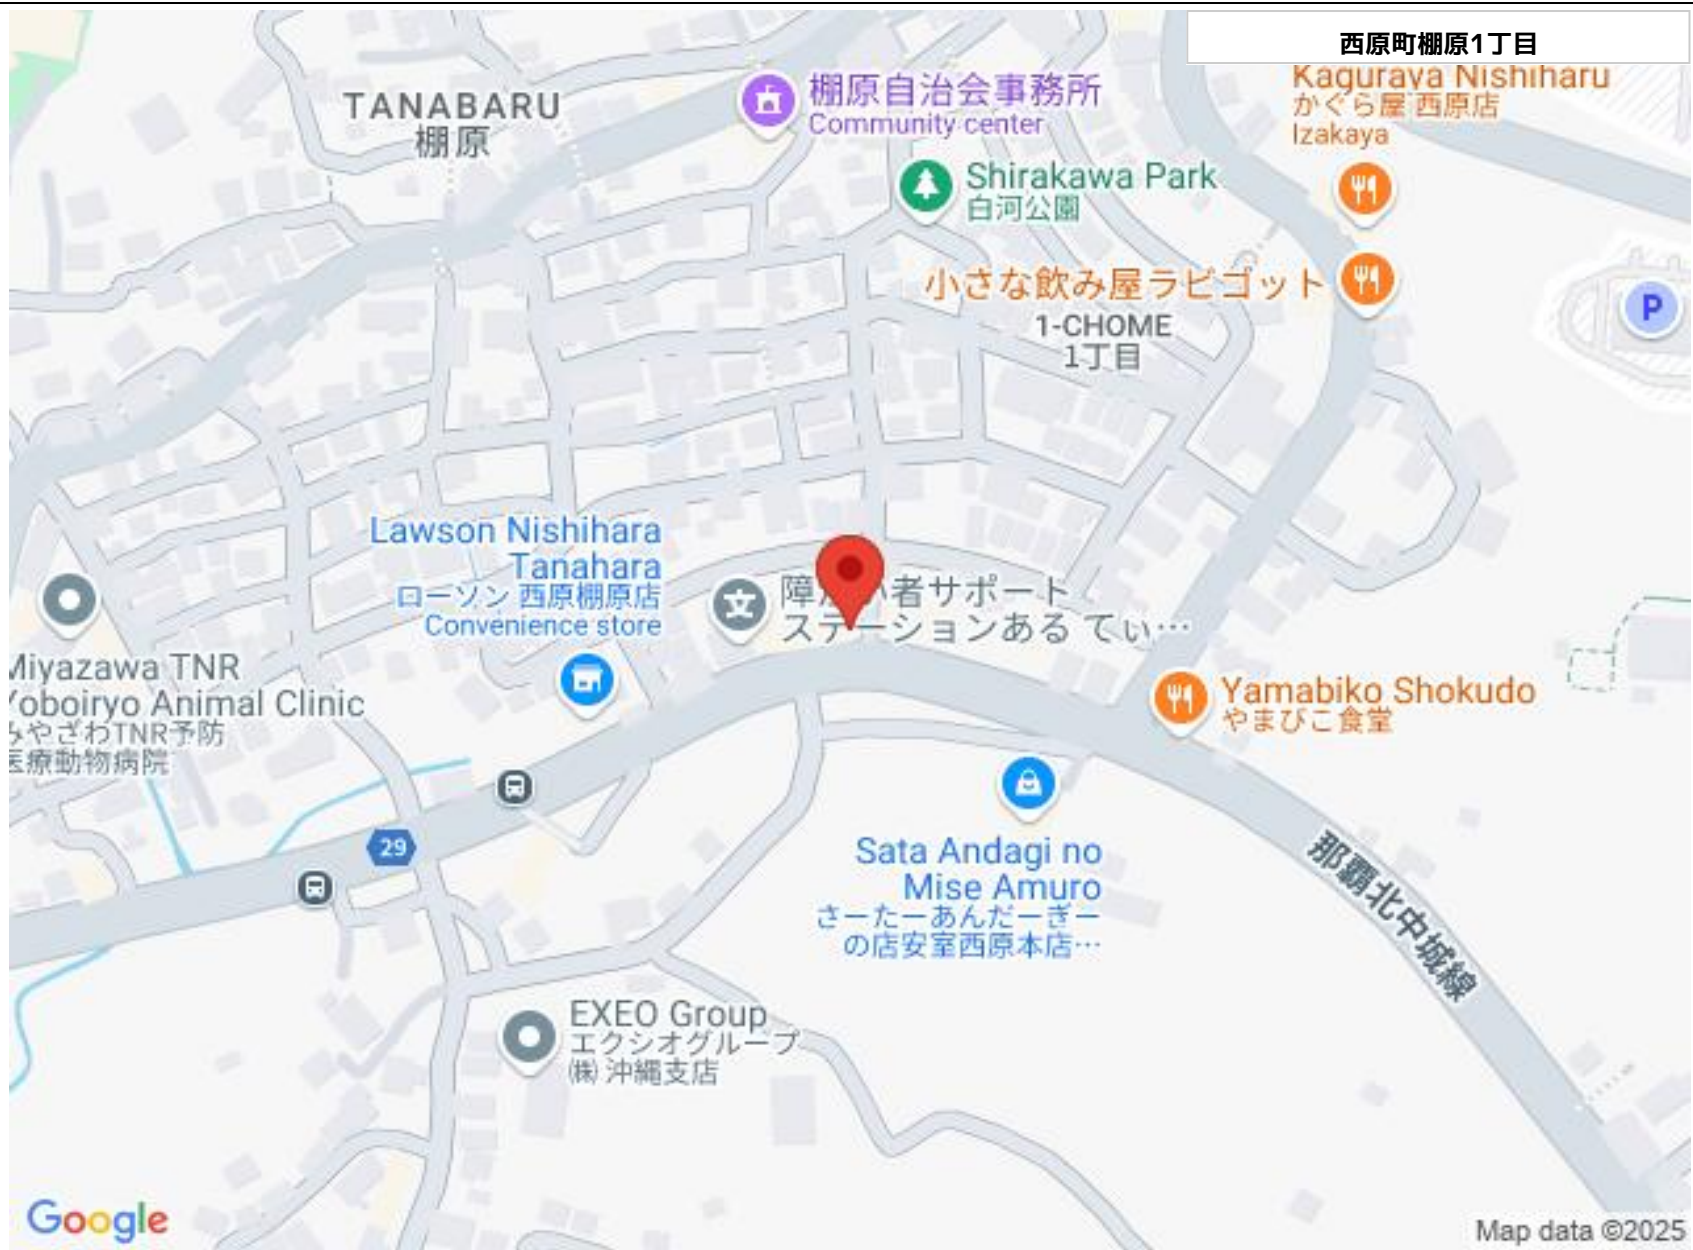 西原町棚原1丁目
Kaguraya Nishiharu
かぐら屋 西原店
Izakaya
TANABARU
棚原
棚原自治会事務所
Community center
Shirakawa Park
白河公園
小さな飲み屋ラビゴット
P
1-CHOME
1丁目
Lawson Nishihara
Tanahara
ローソン 西原棚原店
Convenience store
障がい者サポート
ステーションある てぃ…
Miyazawa TNR
Yoboiryo Animal Clinic
みやざわTNR予防
医療動物病院
Yamabiko Shokudo
やまびこ食堂
29
Sata Andagi no
Mise Amuro
さーたーあんだーぎー
の店安室西原本店…
那覇北中城線
EXEO Group
エクシオグループ
㈱ 沖縄支店
Google
Map data ©2025